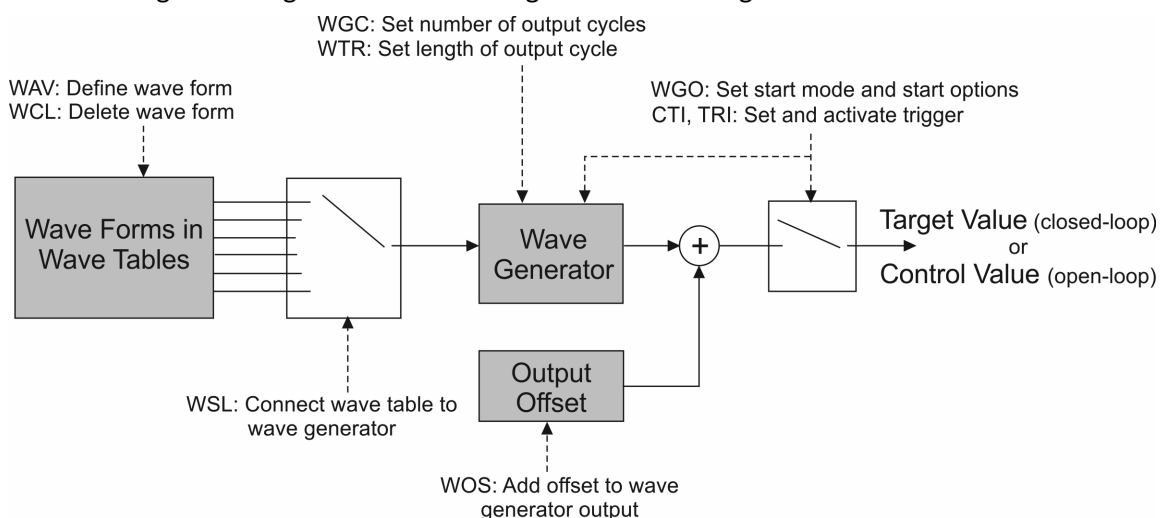 WGC: Set number of output cycles
WTR: Set length of output cycle
WAV: Define wave form
WCL: Delete wave form
WGO: Set start mode and start options
CTI, TRI: Set and activate trigger
Wave Forms in
Wave Tables
Wave
Generator
+
Target Value (closed-loop)
or
Control Value (open-loop)
Output
Offset
WSL: Connect wave table to
wave generator
WOS: Add offset to wave
generator output